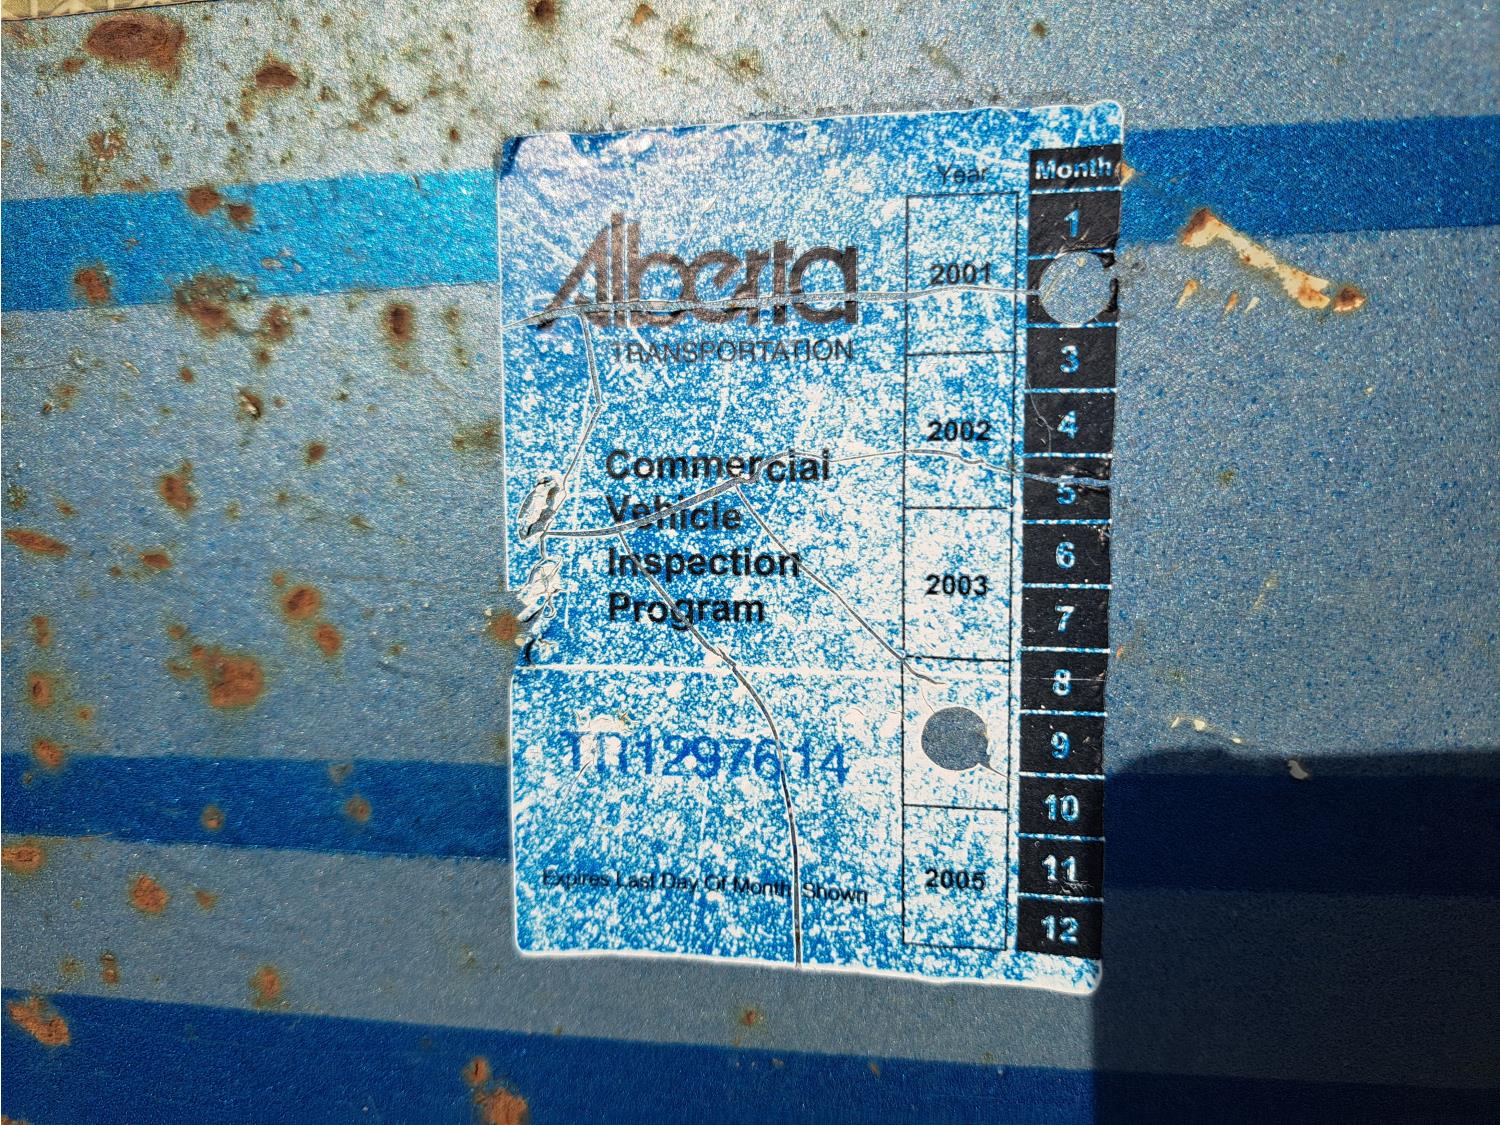 Alberta
TRANSPORTATION
Commercial
Vehicle
Inspection
Program
TR1297614
Expires Last Day Of Month Shown
Year
2001
2002
2003
2005
Month
1
3
4
5
6
7
8
9
10
11
12